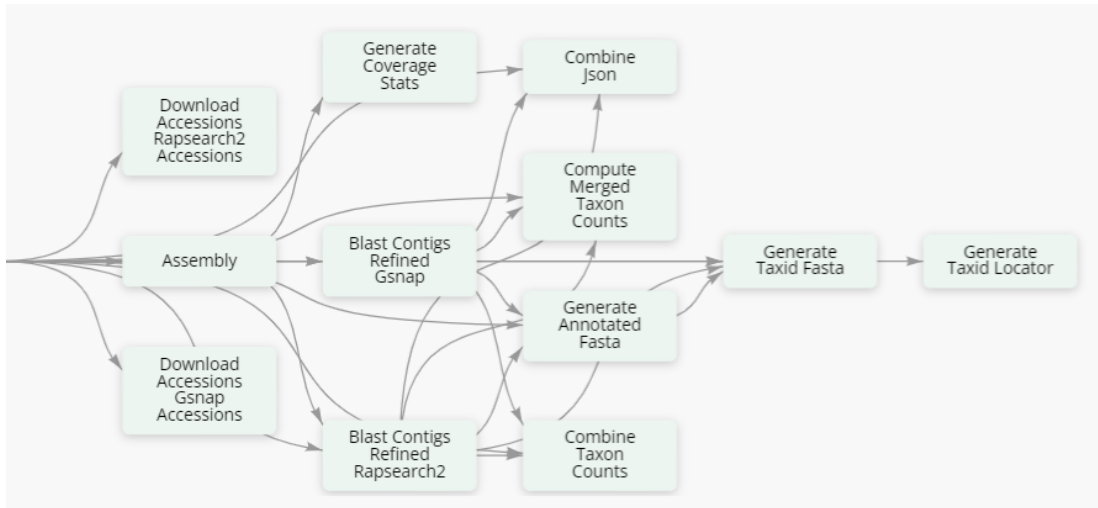 Download
Accessions
Rapsearch2
Accessions
Assembly
Download
Accessions
Gsnap
Accessions
Generate
Coverage
Stats
Blast Contigs
Refined
Gsnap
Blast Contigs
Refined
Rapsearch2
Combine
Json
Compute
Merged
Taxon
Counts
Generate
Annotated
Fasta
Combine
Taxon
Counts
Generate
Taxid Fasta
Generate
Taxid Locator